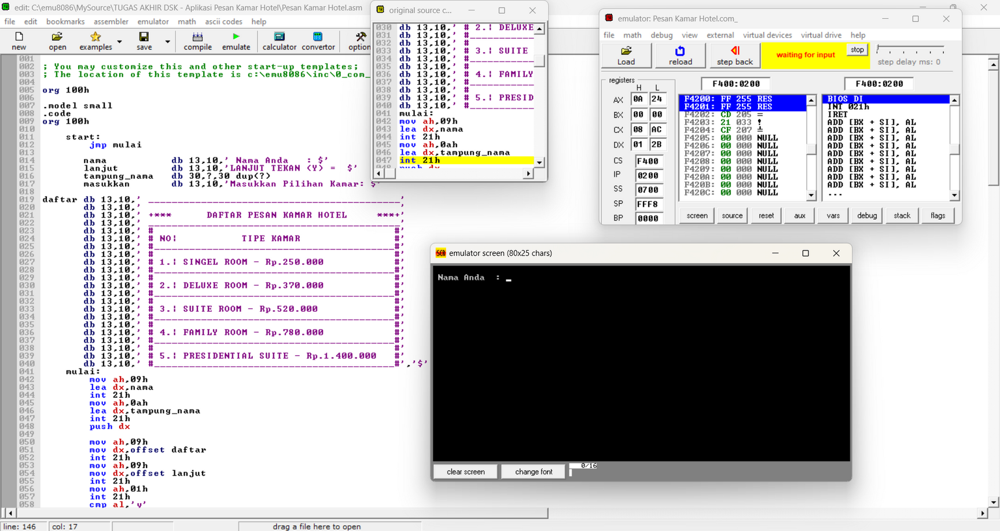 edit: C:\emu8086\MySource\TUGAS AKHIR DSK - Aplikasi Pesan Kamar Hotel\Pesan Kamar Hotel.asm
file edit bookmarks assembler emulator math ascii codes help
new open examples save compile emulate calculator convertor option
001
002 ; You may customize this and other start-up templates;
003 ; The location of this template is c:\emu8086\inc\0_com_
004
005 org 100h
006
007 .model small
008 .code
009 org 100h
010
011 start:
012 jmp mulai
013
014 nama db 13,10,' Nama Anda : $'
015 lanjut db 13,10,'LANJUT TEKAN (Y) = $'
016 tampung_nama db 30,?,30 dup(?)
017 masukkan db 13,10,'Masukkan Pilihan Kamar: $'
018
019 daftar db 13,10,' ___________________________________________'
020 db 13,10,'
021 db 13,10,' +*** DAFTAR PESAN KAMAR HOTEL ***+'
022 db 13,10,' ___________________________________________'
023 db 13,10,' # #'
024 db 13,10,' # NO¦ TIPE KAMAR #'
025 db 13,10,' #_________________________________________#'
026 db 13,10,' # #'
027 db 13,10,' # 1.¦ SINGEL ROOM - Rp.250.000 #'
028 db 13,10,' #_________________________________________#'
029 db 13,10,' # #'
030 db 13,10,' # 2.¦ DELUXE ROOM - Rp.370.000 #'
031 db 13,10,' #_________________________________________#'
032 db 13,10,' # #'
033 db 13,10,' # 3.¦ SUITE ROOM - Rp.520.000 #'
034 db 13,10,' #_________________________________________#'
035 db 13,10,' # #'
036 db 13,10,' # 4.¦ FAMILY ROOM - Rp.780.000 #'
037 db 13,10,' #_________________________________________#'
038 db 13,10,' # #'
039 db 13,10,' # 5.¦ PRESIDENTIAL SUITE - Rp.1.400.000 #'
040 db 13,10,' #_________________________________________#','$'
041 mulai:
042 mov ah,09h
043 lea dx,nama
044 int 21h
045 mov ah,0ah
046 lea dx,tampung_nama
047 int 21h
048 push dx
049
050 mov ah,09h
051 mov dx,offset daftar
052 int 21h
053 mov ah,09h
054 mov dx,offset lanjut
055 int 21h
056 mov ah,01h
057 int 21h
058 cmp al,'y'
line: 146 col: 17 drag a file here to open
original source c...
030 db 13,10,' # 2.¦ DELUXE
031 db 13,10,' #_______
032 db 13,10,' #
033 db 13,10,' # 3.¦ SUITE
034 db 13,10,' #_______
035 db 13,10,' #
036 db 13,10,' # 4.¦ FAMILY
037 db 13,10,' #_______
038 db 13,10,' #
039 db 13,10,' # 5.¦ PRESID
040 db 13,10,' #_______
041 mulai:
042 mov ah,09h
043 lea dx,nama
044 int 21h
045 mov ah,0ah
046 lea dx,tampung_nama
047 int 21h
emulator: Pesan Kamar Hotel.com_
file math debug view external virtual devices virtual drive help
Load reload step back waiting for input stop step delay ms: 0
registers F400:0200 F400:0200
H L
AX 0A 24
BX 00 00
CX 08 AC
DX 01 2B
CS F400
IP 0200
SS 0700
SP FFF8
BP 0000
F4200: FF 255 RES
F4201: FF 255 RES
F4202: CD 205 =
F4203: 21 033 !
F4204: CF 207 ╧
F4205: 00 000 NULL
F4206: 00 000 NULL
F4207: 00 000 NULL
F4208: 00 000 NULL
F4209: 00 000 NULL
F420A: 00 000 NULL
F420B: 00 000 NULL
F420C: 00 000 NULL
BIOS DI
INT 021h
IRET
ADD [BX + SI], AL
ADD [BX + SI], AL
ADD [BX + SI], AL
ADD [BX + SI], AL
ADD [BX + SI], AL
ADD [BX + SI], AL
ADD [BX + SI], AL
ADD [BX + SI], AL
ADD [BX + SI], AL
...
screen source reset aux vars debug stack flags
emulator screen (80x25 chars)
Nama Anda : _
clear screen change font 0/16